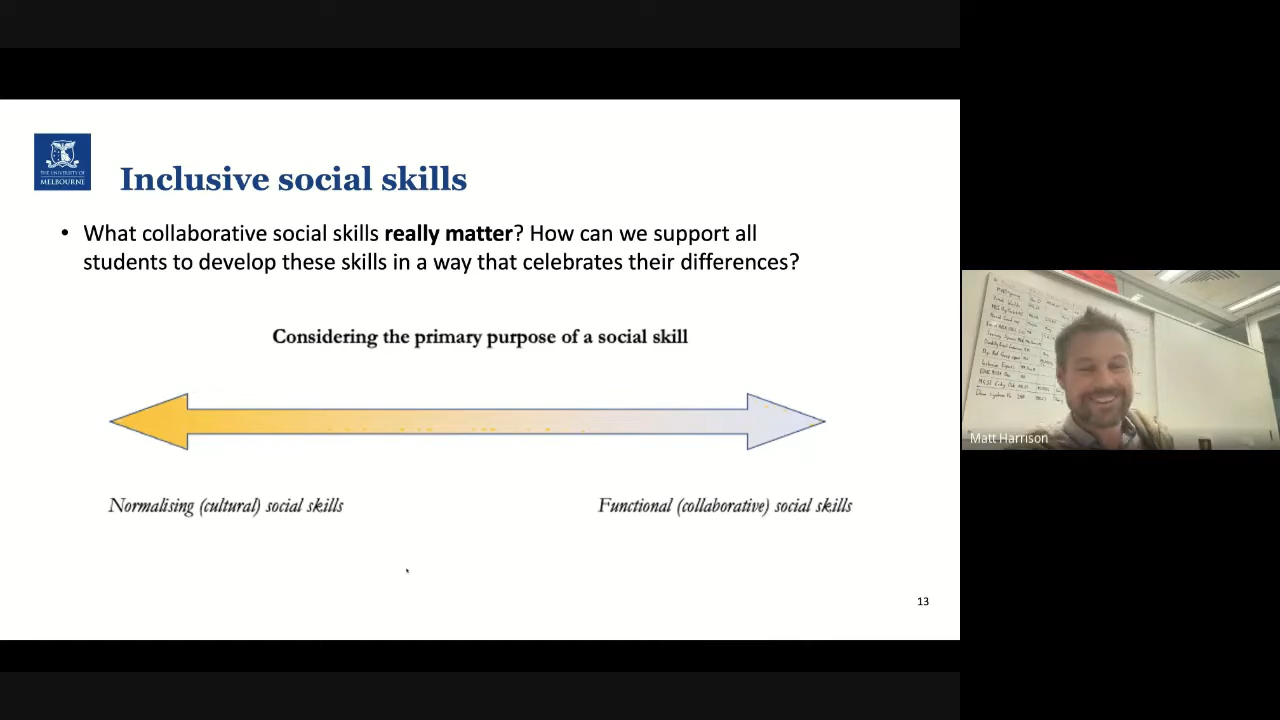 THE UNIVERSITY OF
MELBOURNE
Inclusive social skills
• What collaborative social skills really matter? How can we support all
students to develop these skills in a way that celebrates their differences?
Considering the primary purpose of a social skill
Normalising (cultural) social skills
Functional (collaborative) social skills
13
Matt Harrison